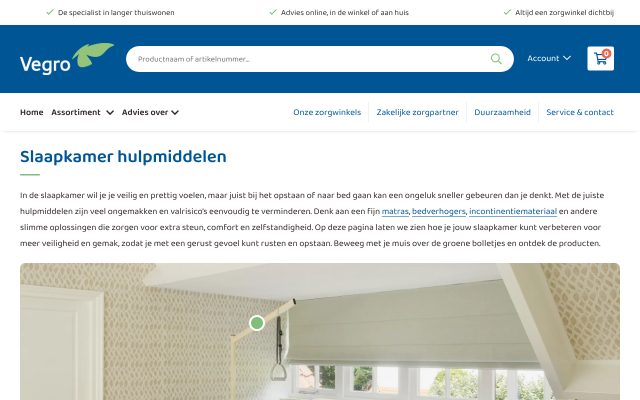 De specialist in langer thuiswonen
Advies online, in de winkel of aan huis
Altijd een zorgwinkel dichtbij
Vegro
Productnaam of artikelnummer...
Account
0
Home
Assortiment
Advies over
Onze zorgwinkels
Zakelijke zorgpartner
Duurzaamheid
Service & contact
Slaapkamer hulpmiddelen
In de slaapkamer wil je je veilig en prettig voelen, maar juist bij het opstaan of naar bed gaan kan een ongeluk sneller gebeuren dan je denkt. Met de juiste
hulpmiddelen zijn veel ongemakken en valrisico's eenvoudig te verminderen. Denk aan een fijn matras, bedverhogers, incontinentiemateriaal en andere
slimme oplossingen die zorgen voor extra steun, comfort en zelfstandigheid. Op deze pagina laten we zien hoe je jouw slaapkamer kunt verbeteren voor
meer veiligheid en gemak, zodat je met een gerust gevoel kunt rusten en opstaan. Beweeg met je muis over de groene bolletjes en ontdek de producten.